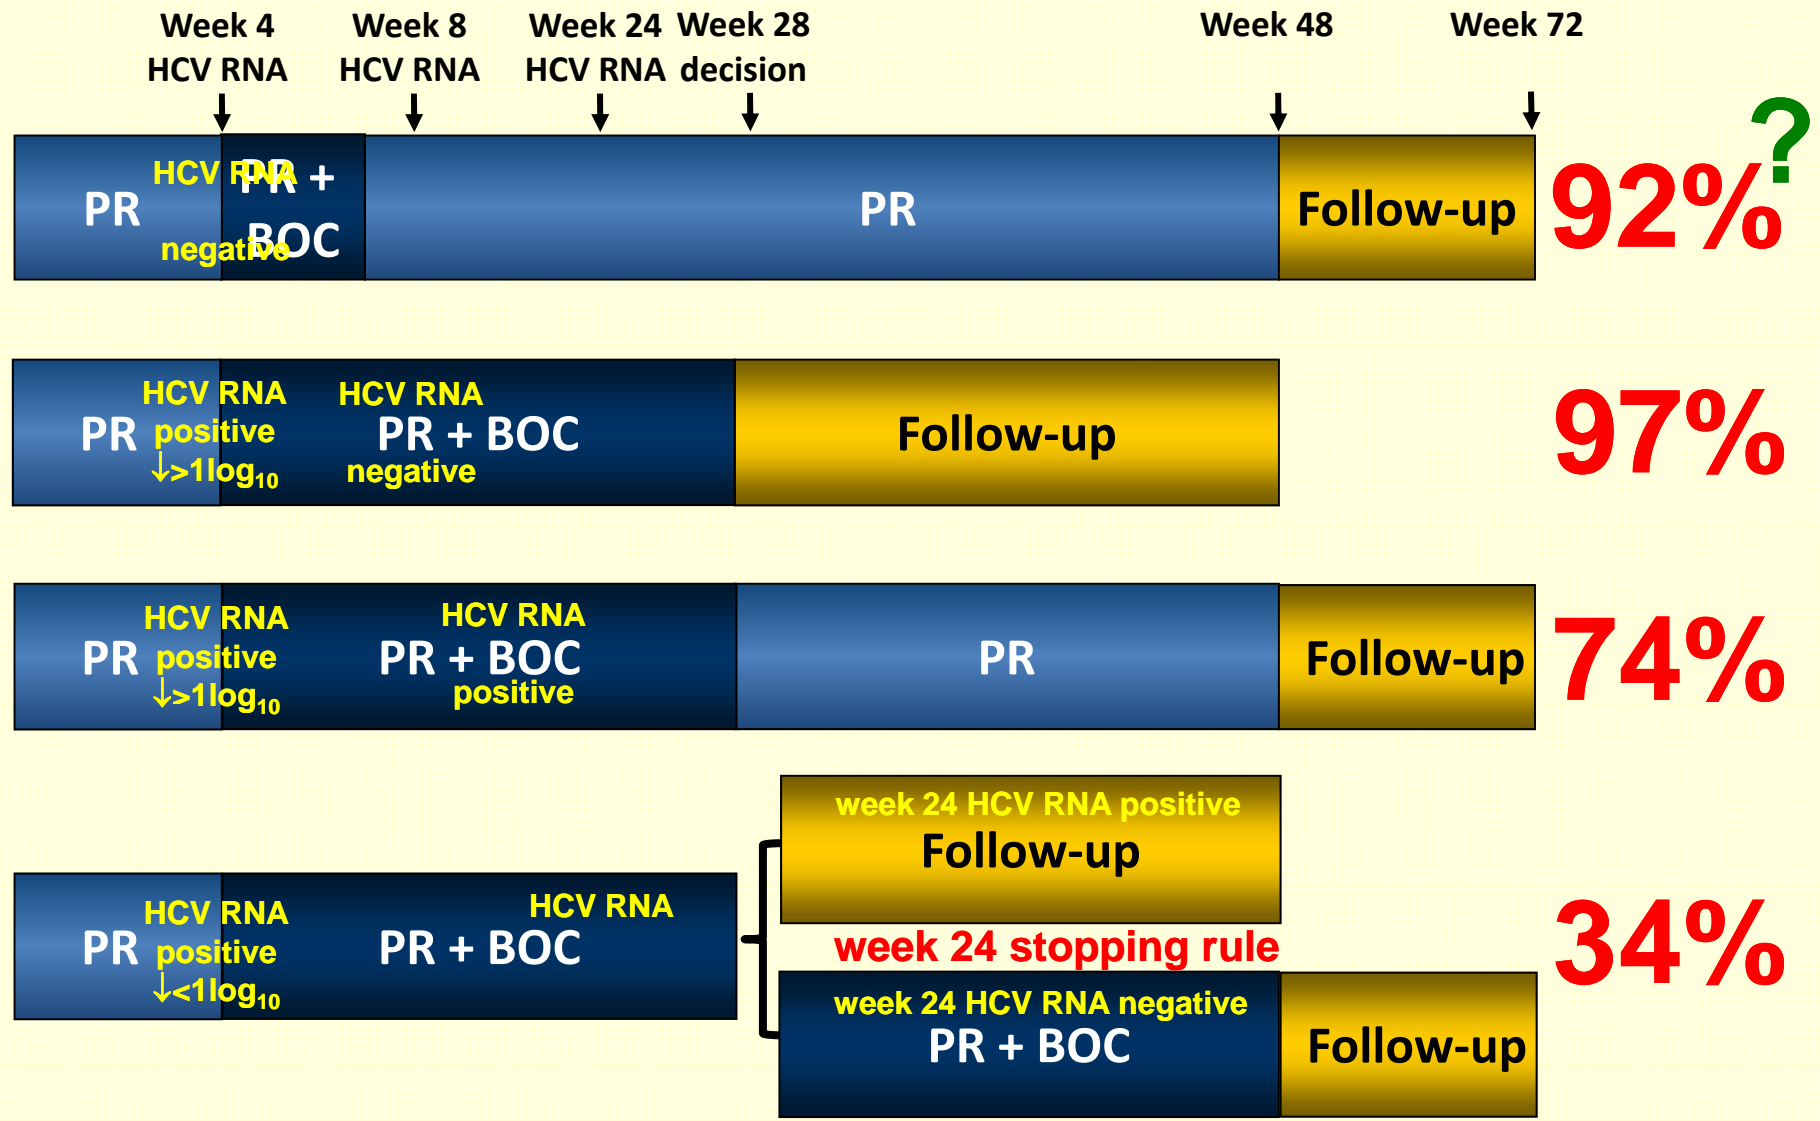 Week 4 Week 8 Week 24 Week 28 Week 48 Week 72
HCV RNA HCV RNA HCV RNA decision
?
HCV RNA PR +
PR PR Follow-up 92%
negative BOC
HCV RNA HCV RNA
PR positive PR + BOC Follow-up 97%
↓>1log₁₀ negative
HCV RNA HCV RNA
PR positive PR + BOC PR Follow-up 74%
↓>1log₁₀ positive
week 24 HCV RNA positive
Follow-up
HCV RNA HCV RNA
PR positive PR + BOC week 24 stopping rule 34%
↓<1log₁₀
week 24 HCV RNA negative
PR + BOC Follow-up